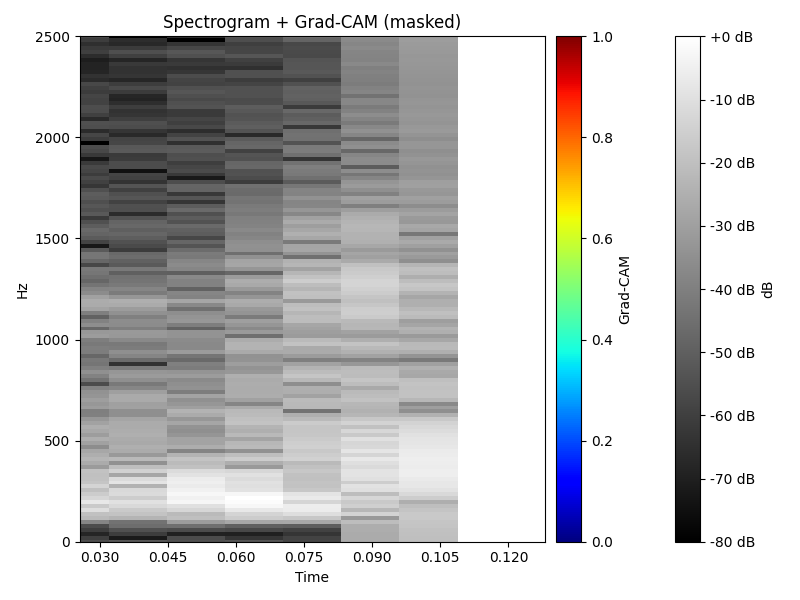 Spectrogram + Grad-CAM (masked)
2500
2000
1500
1000
500
0
Hz
0.030 0.045 0.060 0.075 0.090 0.105 0.120
Time
1.0
0.8
0.6
0.4
0.2
0.0
Grad-CAM
+0 dB
-10 dB
-20 dB
-30 dB
-40 dB
-50 dB
-60 dB
-70 dB
-80 dB
dB